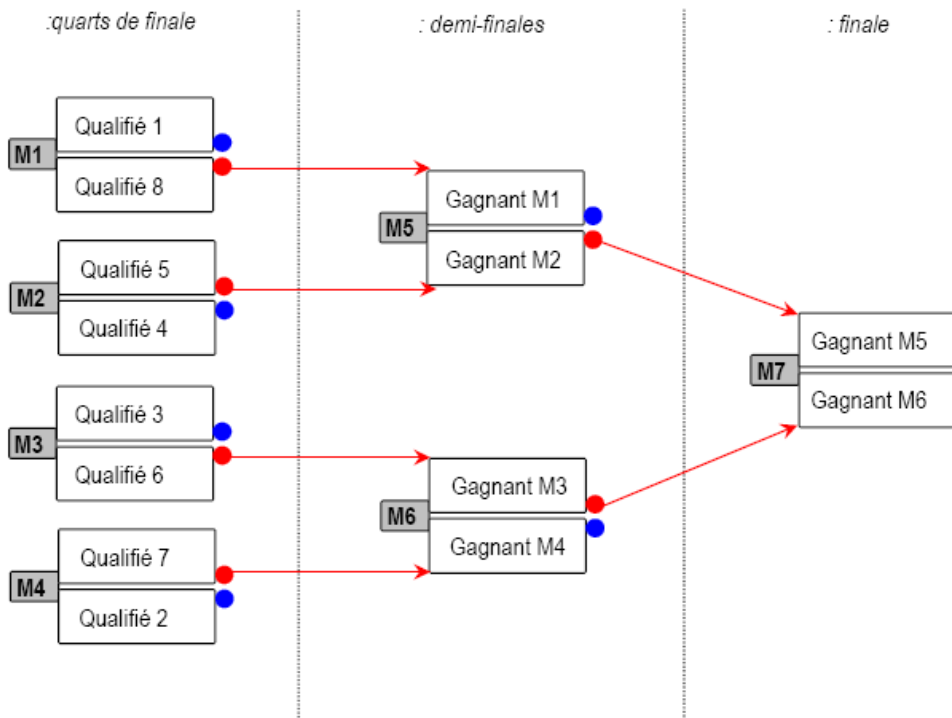 :quarts de finale
: demi-finales
: finale
M1
Qualifié 1
Qualifié 8
M2
Qualifié 5
Qualifié 4
M3
Qualifié 3
Qualifié 6
M4
Qualifié 7
Qualifié 2
M5
Gagnant M1
Gagnant M2
M6
Gagnant M3
Gagnant M4
M7
Gagnant M5
Gagnant M6